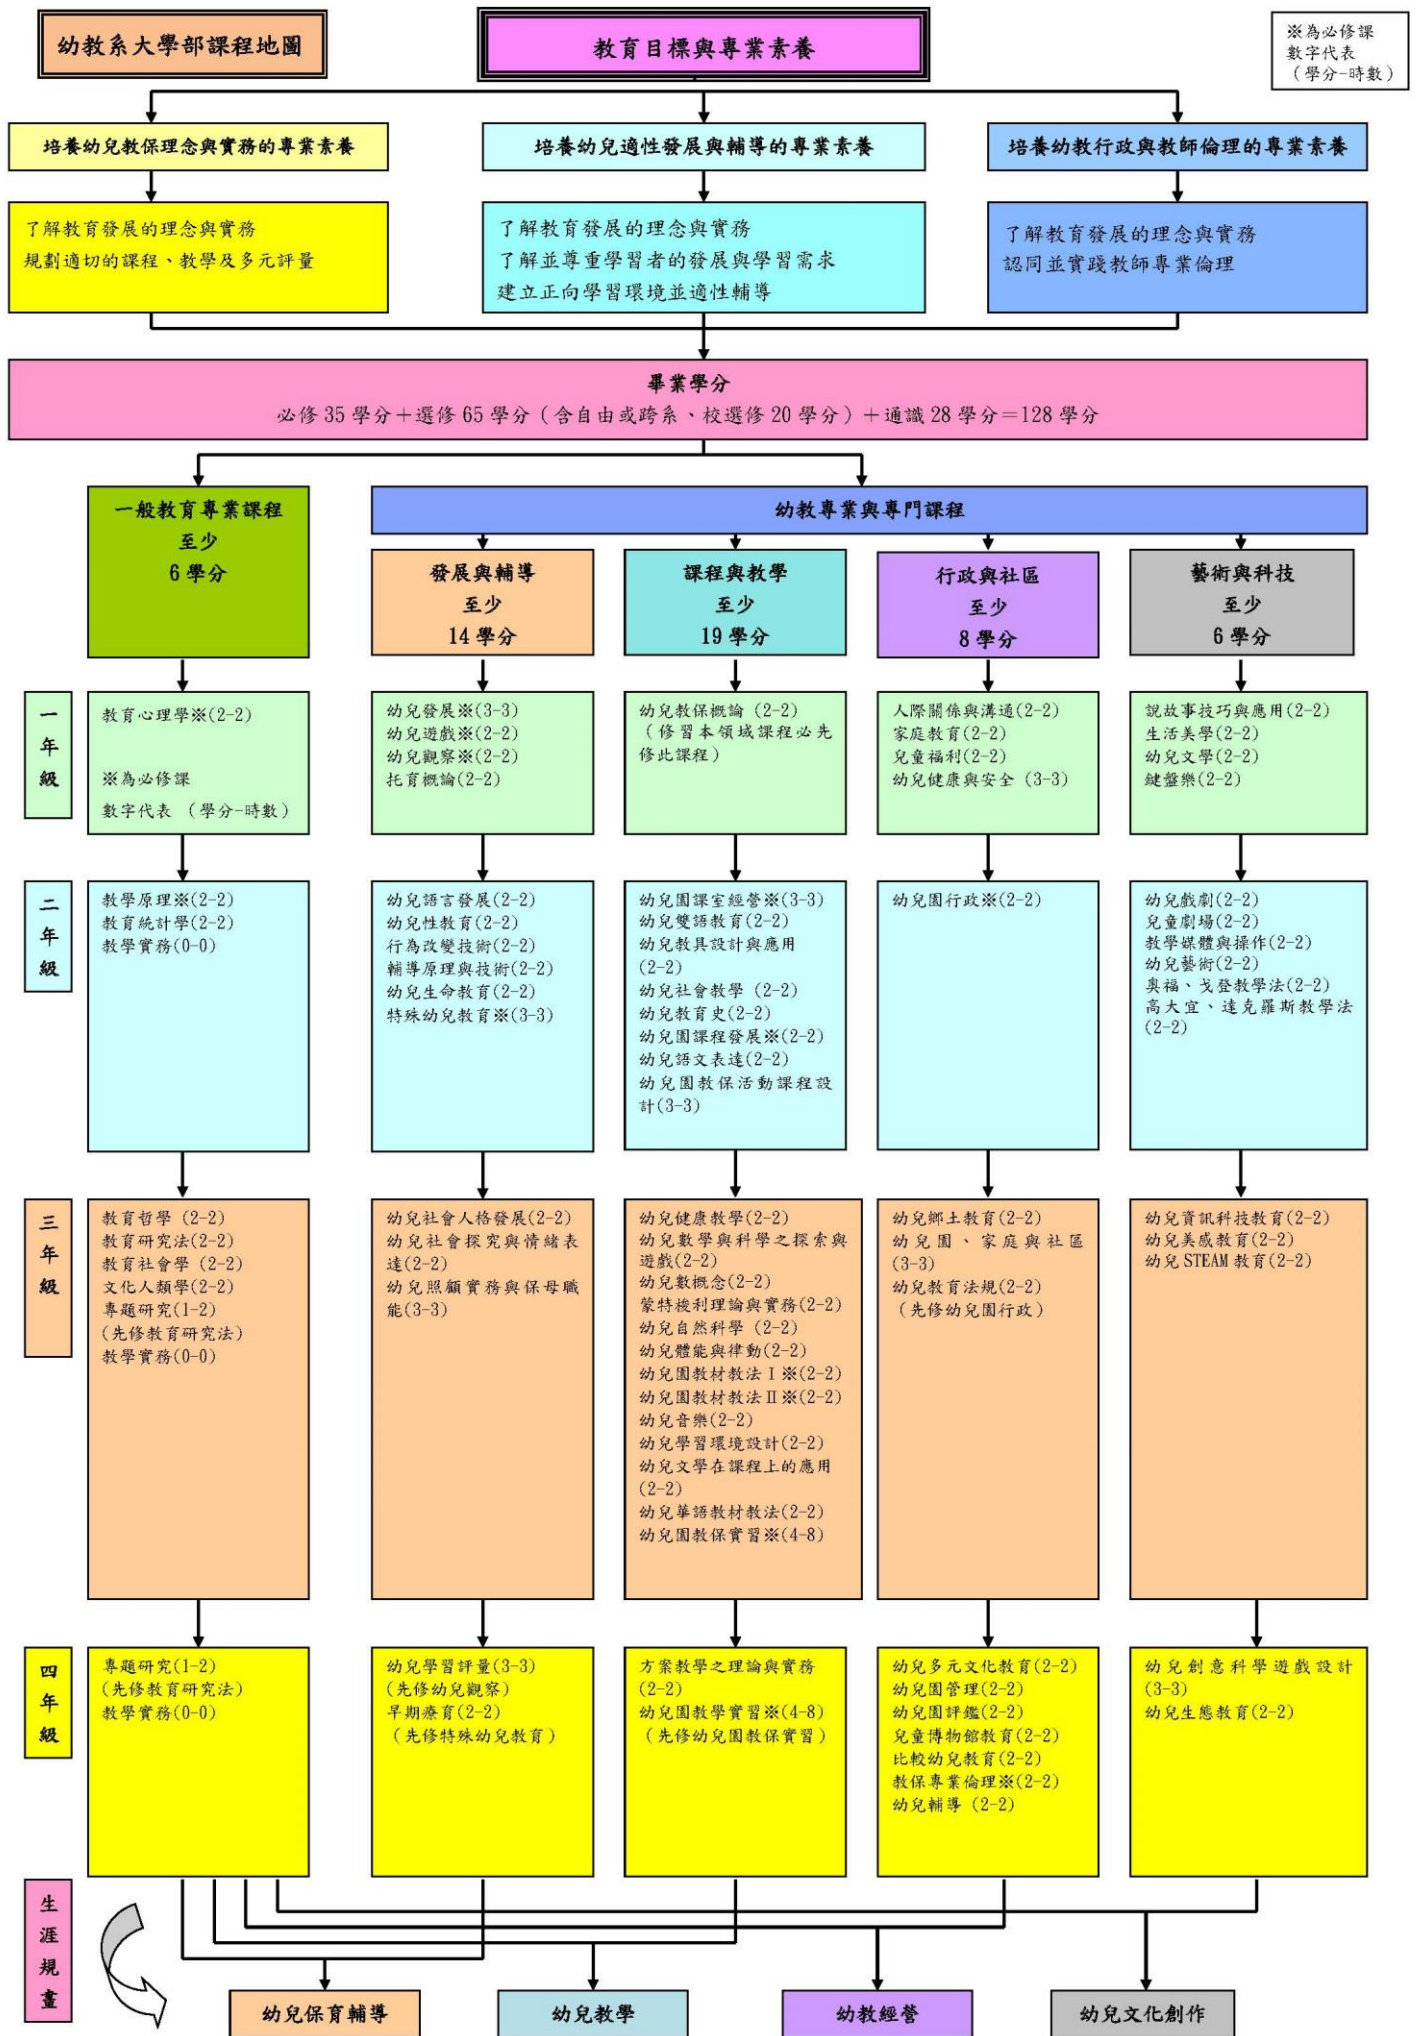 幼教系大學部課程地圖
教育目標與專業素養
※為必修課
數字代表
（學分-時數）
培養幼兒教保理念與實務的專業素養
培養幼兒適性發展與輔導的專業素養
培養幼教行政與教師倫理的專業素養
了解教育發展的理念與實務
規劃適切的課程、教學及多元評量
了解教育發展的理念與實務
了解並尊重學習者的發展與學習需求
建立正向學習環境並適性輔導
了解教育發展的理念與實務
認同並實踐教師專業倫理
畢業學分
必修 35 學分＋選修 65 學分（含自由或跨系、校選修 20 學分）＋通識 28 學分＝128 學分
一般教育專業課程
至少
6 學分
幼教專業與專門課程
發展與輔導
至少
14 學分
課程與教學
至少
19 學分
行政與社區
至少
8 學分
藝術與科技
至少
6 學分
一
年
級
教育心理學※(2-2)
※為必修課
數字代表 （學分-時數）
幼兒發展※(3-3)
幼兒遊戲※(2-2)
幼兒觀察※(2-2)
托育概論(2-2)
幼兒教保概論 (2-2)
（修習本領域課程必先
修此課程）
人際關係與溝通(2-2)
家庭教育(2-2)
兒童福利(2-2)
幼兒健康與安全 (3-3)
說故事技巧與應用(2-2)
生活美學(2-2)
幼兒文學(2-2)
鍵盤樂(2-2)
二
年
級
教學原理※(2-2)
教育統計學(2-2)
教學實務(0-0)
幼兒語言發展(2-2)
幼兒性教育(2-2)
行為改變技術(2-2)
輔導原理與技術(2-2)
幼兒生命教育(2-2)
特殊幼兒教育※(3-3)
幼兒園課室經營※(3-3)
幼兒雙語教育(2-2)
幼兒教具設計與應用
(2-2)
幼兒社會教學 (2-2)
幼兒教育史(2-2)
幼兒園課程發展※(2-2)
幼兒語文表達(2-2)
幼兒園教保活動課程設
計(3-3)
幼兒園行政※(2-2)
幼兒戲劇(2-2)
兒童劇場(2-2)
教學媒體與操作(2-2)
幼兒藝術(2-2)
奧福、戈登教學法(2-2)
高大宜、達克羅斯教學法
(2-2)
三
年
級
教育哲學 (2-2)
教育研究法(2-2)
教育社會學 (2-2)
文化人類學(2-2)
專題研究(1-2)
(先修教育研究法)
教學實務(0-0)
幼兒社會人格發展(2-2)
幼兒社會探究與情緒表
達(2-2)
幼兒照顧實務與保母職
能(3-3)
幼兒健康教學(2-2)
幼兒數學與科學之探索與
遊戲(2-2)
幼兒數概念(2-2)
蒙特梭利理論與實務(2-2)
幼兒自然科學 (2-2)
幼兒體能與律動(2-2)
幼兒園教材教法Ⅰ※(2-2)
幼兒園教材教法Ⅱ※(2-2)
幼兒音樂(2-2)
幼兒學習環境設計(2-2)
幼兒文學在課程上的應用
(2-2)
幼兒華語教材教法(2-2)
幼兒園教保實習※(4-8)
幼兒鄉土教育(2-2)
幼兒園、家庭與社區
(3-3)
幼兒教育法規(2-2)
（先修幼兒園行政）
幼兒資訊科技教育(2-2)
幼兒美感教育(2-2)
幼兒 STEAM 教育(2-2)
四
年
級
專題研究(1-2)
(先修教育研究法)
教學實務(0-0)
幼兒學習評量(3-3)
(先修幼兒觀察)
早期療育(2-2)
（先修特殊幼兒教育）
方案教學之理論與實務
(2-2)
幼兒園教學實習※(4-8)
（先修幼兒園教保實習）
幼兒多元文化教育(2-2)
幼兒園管理(2-2)
幼兒園評鑑(2-2)
兒童博物館教育(2-2)
比較幼兒教育(2-2)
教保專業倫理※(2-2)
幼兒輔導 (2-2)
幼兒創意科學遊戲設計
(3-3)
幼兒生態教育(2-2)
生
涯
規
畫
幼兒保育輔導
幼兒教學
幼教經營
幼兒文化創作